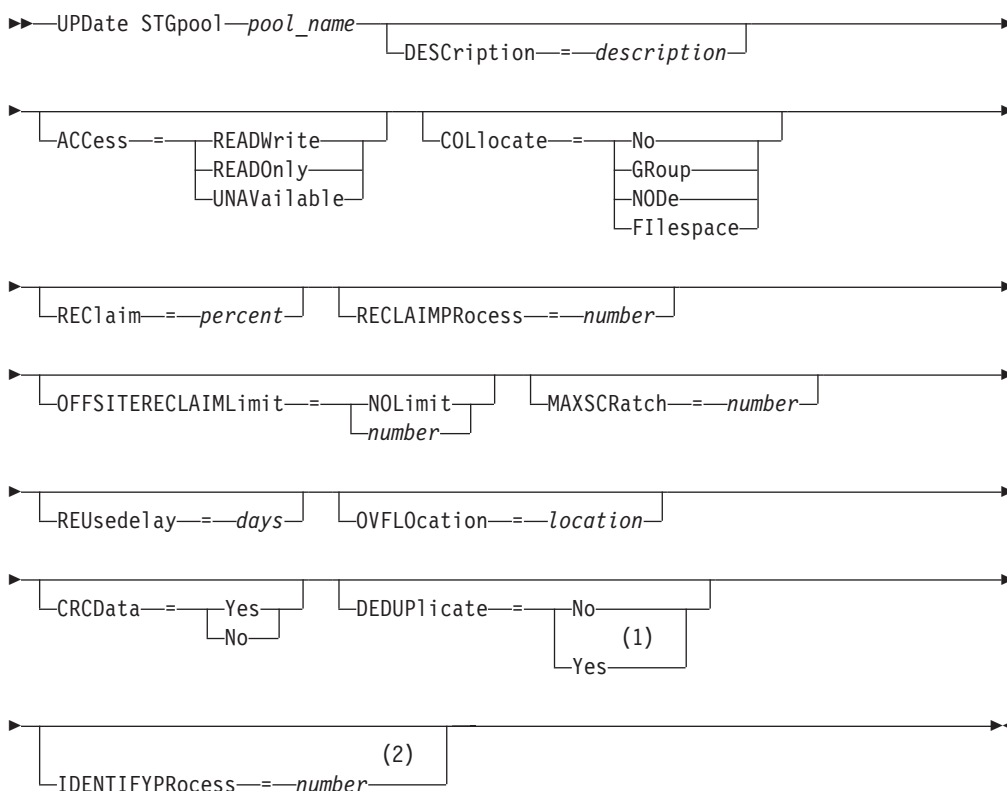 UPDate STGpool pool_name
DESCription = description
ACCess = READWrite
READOnly
UNAVailable
COLlocate = No
GRoup
NODe
FIlespace
REClaim = percent
RECLAIMPRocess = number
OFFSITERECLAIMLimit = NOLimit
number
MAXSCRatch = number
REUsedelay = days
OVFLOcation = location
CRCData = Yes
No
DEDUPlicate = No
(1)
Yes
(2)
IDENTIFYPRocess = number